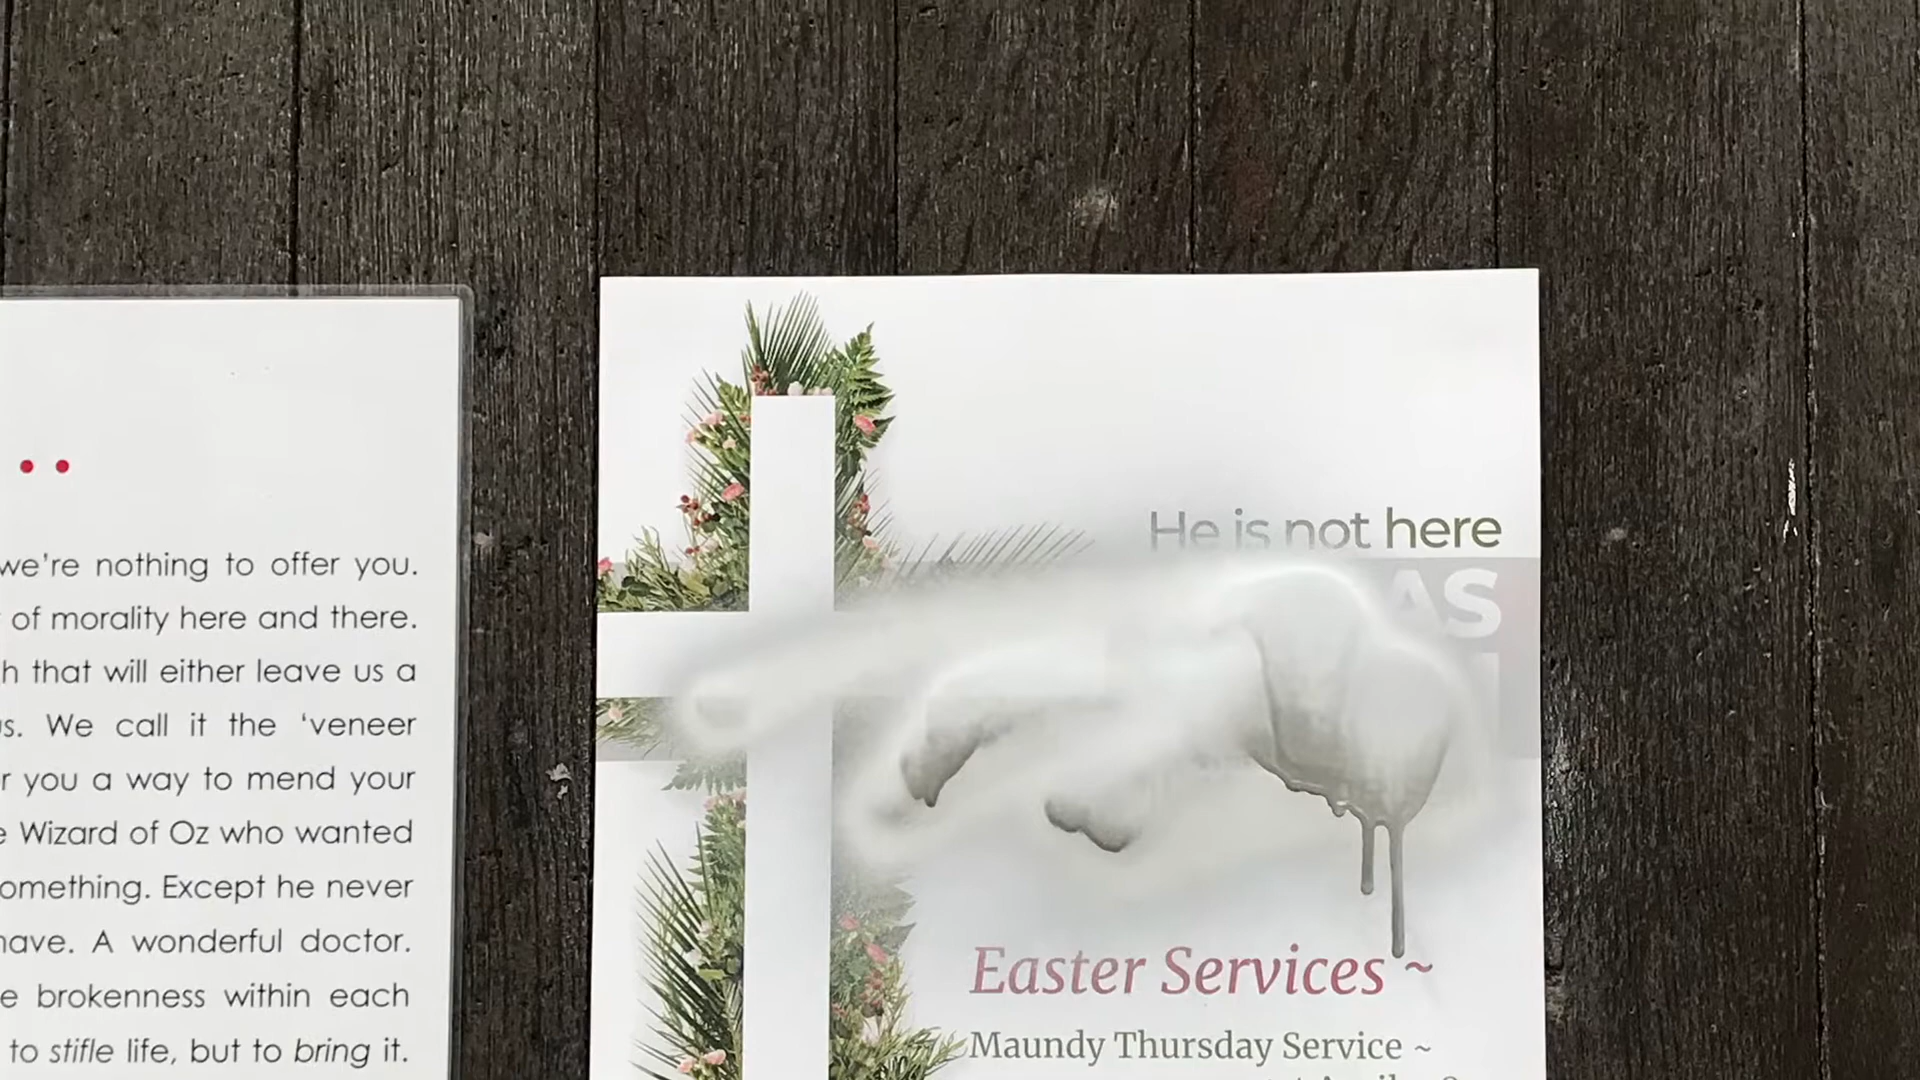 we're nothing to offer you.
of morality here and there.
that will either leave us a
We call it the ‘veneer
you a way to mend your
Wizard of Oz who wanted
Except he never
A wonderful doctor.
brokenness within each
to stifle life, but to bring it.
He is not here
AS
Easter Services ~
Maundy Thursday Service ~